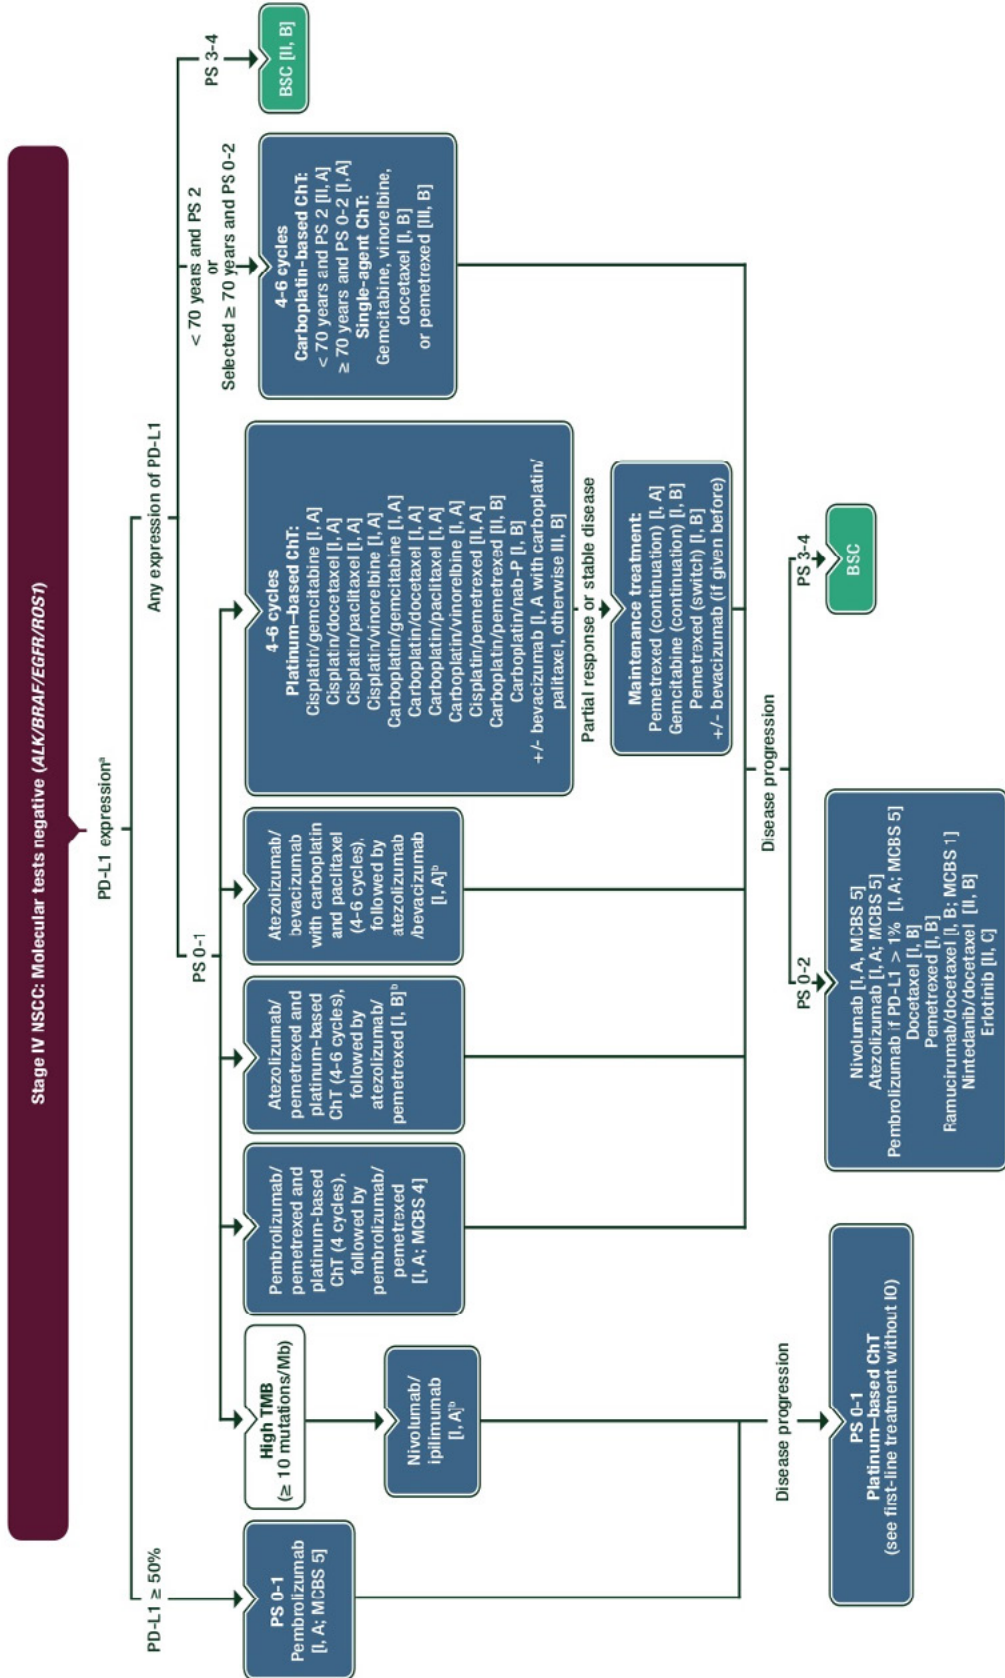 Stage IV NSCC: Molecular tests negative (ALK/BRAF/EGFR/ROS1)
PD-L1 expressionᵃ
PD-L1 ≥ 50%
Any expression of PD-L1
PS 0-1
< 70 years and PS 2
or
Selected ≥ 70 years and PS 0-2
PS 3-4
PS 0-1
Pembrolizumab
[I, A; MCBS 5]
High TMB
(≥ 10 mutations/Mb)
Nivolumab/
ipilimumab
[I, A]ᵇ
Pembrolizumab/
pemetrexed and
platinum-based
ChT (4 cycles),
followed by
pembrolizumab/
pemetrexed
[I, A; MCBS 4]
Atezolizumab/
pemetrexed and
platinum-based
ChT (4-6 cycles),
followed by
atezolizumab/
pemetrexed [I, B]ᵇ
Atezolizumab/
bevacizumab
with carboplatin
and paclitaxel
(4-6 cycles),
followed by
atezolizumab
/bevacizumab
[I, A]ᵇ
4-6 cycles
Platinum-based ChT:
Cisplatin/gemcitabine [I, A]
Cisplatin/docetaxel [I, A]
Cisplatin/paclitaxel [I, A]
Cisplatin/vinorelbine [I, A]
Carboplatin/gemcitabine [I, A]
Carboplatin/docetaxel [I, A]
Carboplatin/paclitaxel [I, A]
Carboplatin/vinorelbine [I, A]
Cisplatin/pemetrexed [II, A]
Carboplatin/pemetrexed [II, B]
Carboplatin/nab-P [I, B]
+/- bevacizumab [I, A with carboplatin/
palitaxel, otherwise III, B]
4-6 cycles
Carboplatin-based ChT:
< 70 years and PS 2 [II, A]
≥ 70 years and PS 0-2 [I, A]
Single-agent ChT:
Gemcitabine, vinorelbine,
docetaxel [I, B]
or pemetrexed [III, B]
BSC [II, B]
Partial response or stable disease
Maintenance treatment:
Pemetrexed (continuation) [I, A]
Gemcitabine (continuation) [I, B]
Pemetrexed (switch) [I, B]
+/- bevacizumab (if given before)
Disease progression
Disease progression
PS 0-2
PS 3-4
PS 0-1
Platinum-based ChT
(see first-line treatment without IO)
Nivolumab [I, A, MCBS 5]
Atezolizumab [I, A; MCBS 5]
Pembrolizumab if PD-L1 > 1% [I, A; MCBS 5]
Docetaxel [I, B]
Pemetrexed [I, B]
Ramucirumab/docetaxel [I, B; MCBS 1]
Nintedanib/docetaxel [II, B]
Erlotinib [II, C]
BSC